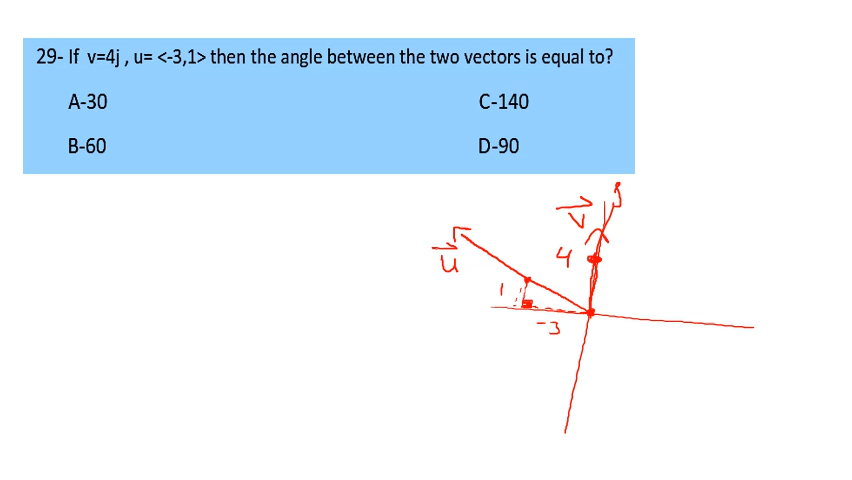 29- If v=4j , u= <-3,1> then the angle between the two vectors is equal to?
A-30
C-140
B-60
D-90
j
v
4
u
1
-3